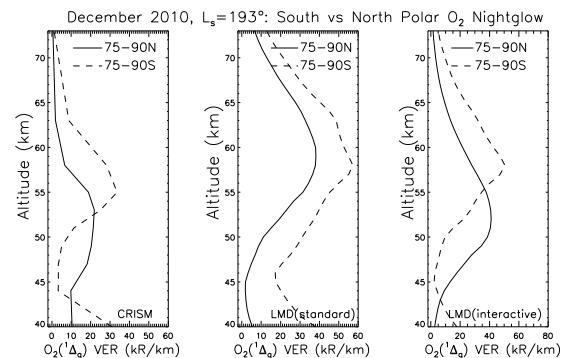 December 2010, Ls=193°: South vs North Polar O2 Nightglow
75-90N
75-90S
Altitude (km)
70
65
60
55
50
45
40
0 10 20 30 40 50 60
CRISM
O2(¹Δg) VER (kR/km)
75-90N
75-90S
Altitude (km)
70
65
60
55
50
45
40
0 10 20 30 40 50 60
LMD(standard)
O2(¹Δg) VER (kR/km)
75-90N
75-90S
Altitude (km)
70
65
60
55
50
45
40
0 20 40 60 80
LMD(interactive)
O2(¹Δg) VER (kR/km)